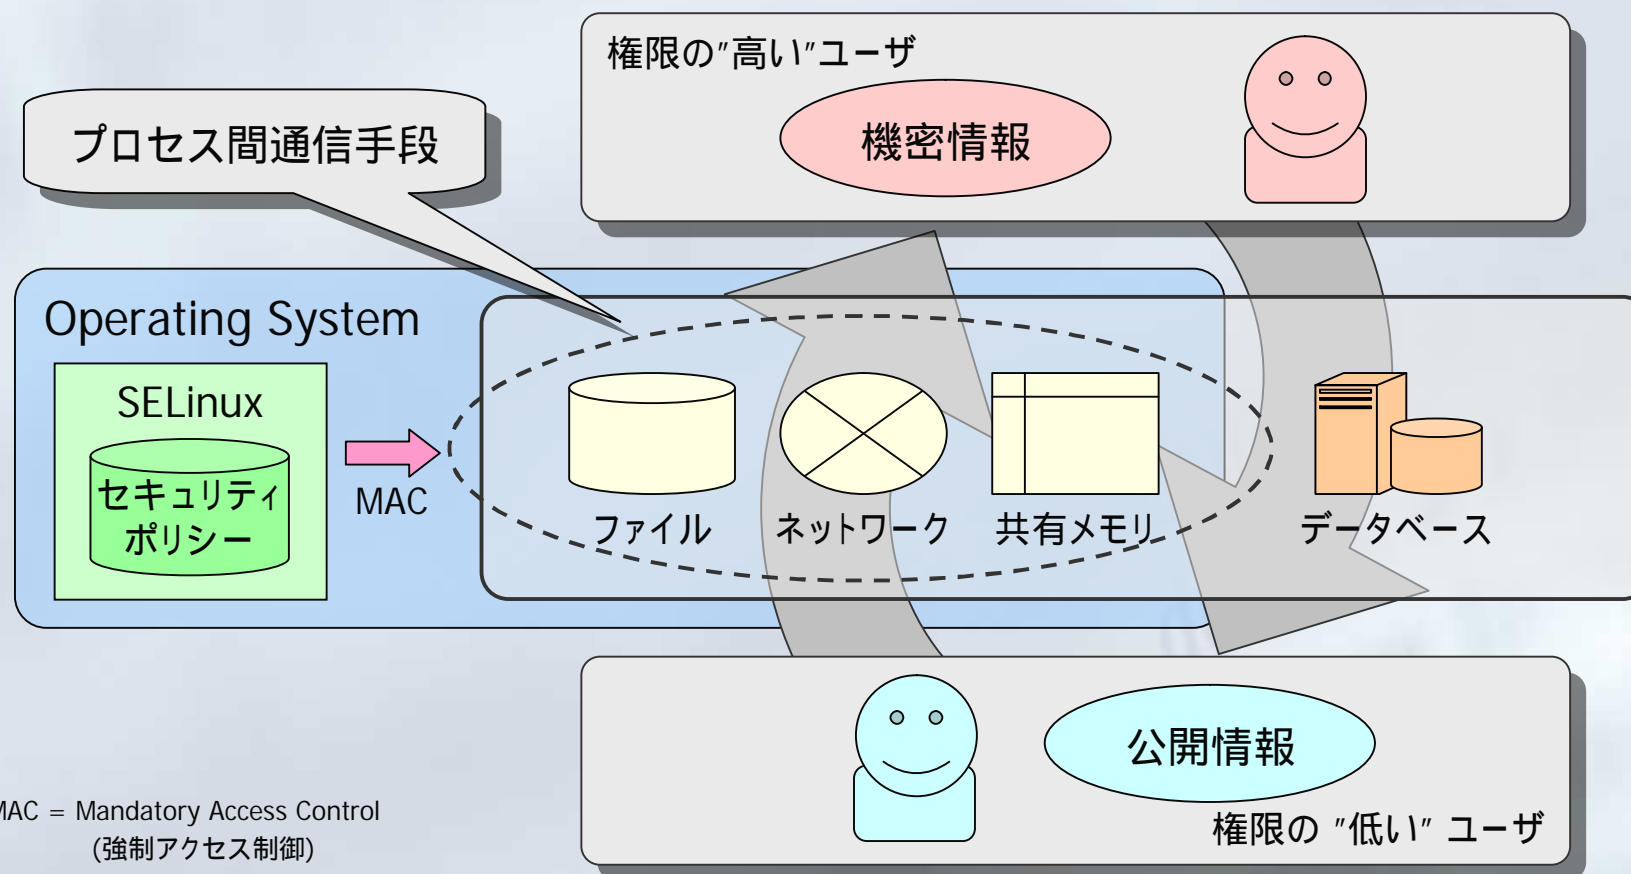 権限の"高い"ユーザ
機密情報
プロセス間通信手段
Operating System
SELinux
セキュリティ
ポリシー
MAC
ファイル
ネットワーク
共有メモリ
データベース
公開情報
権限の "低い" ユーザ
MAC = Mandatory Access Control
(強制アクセス制御)